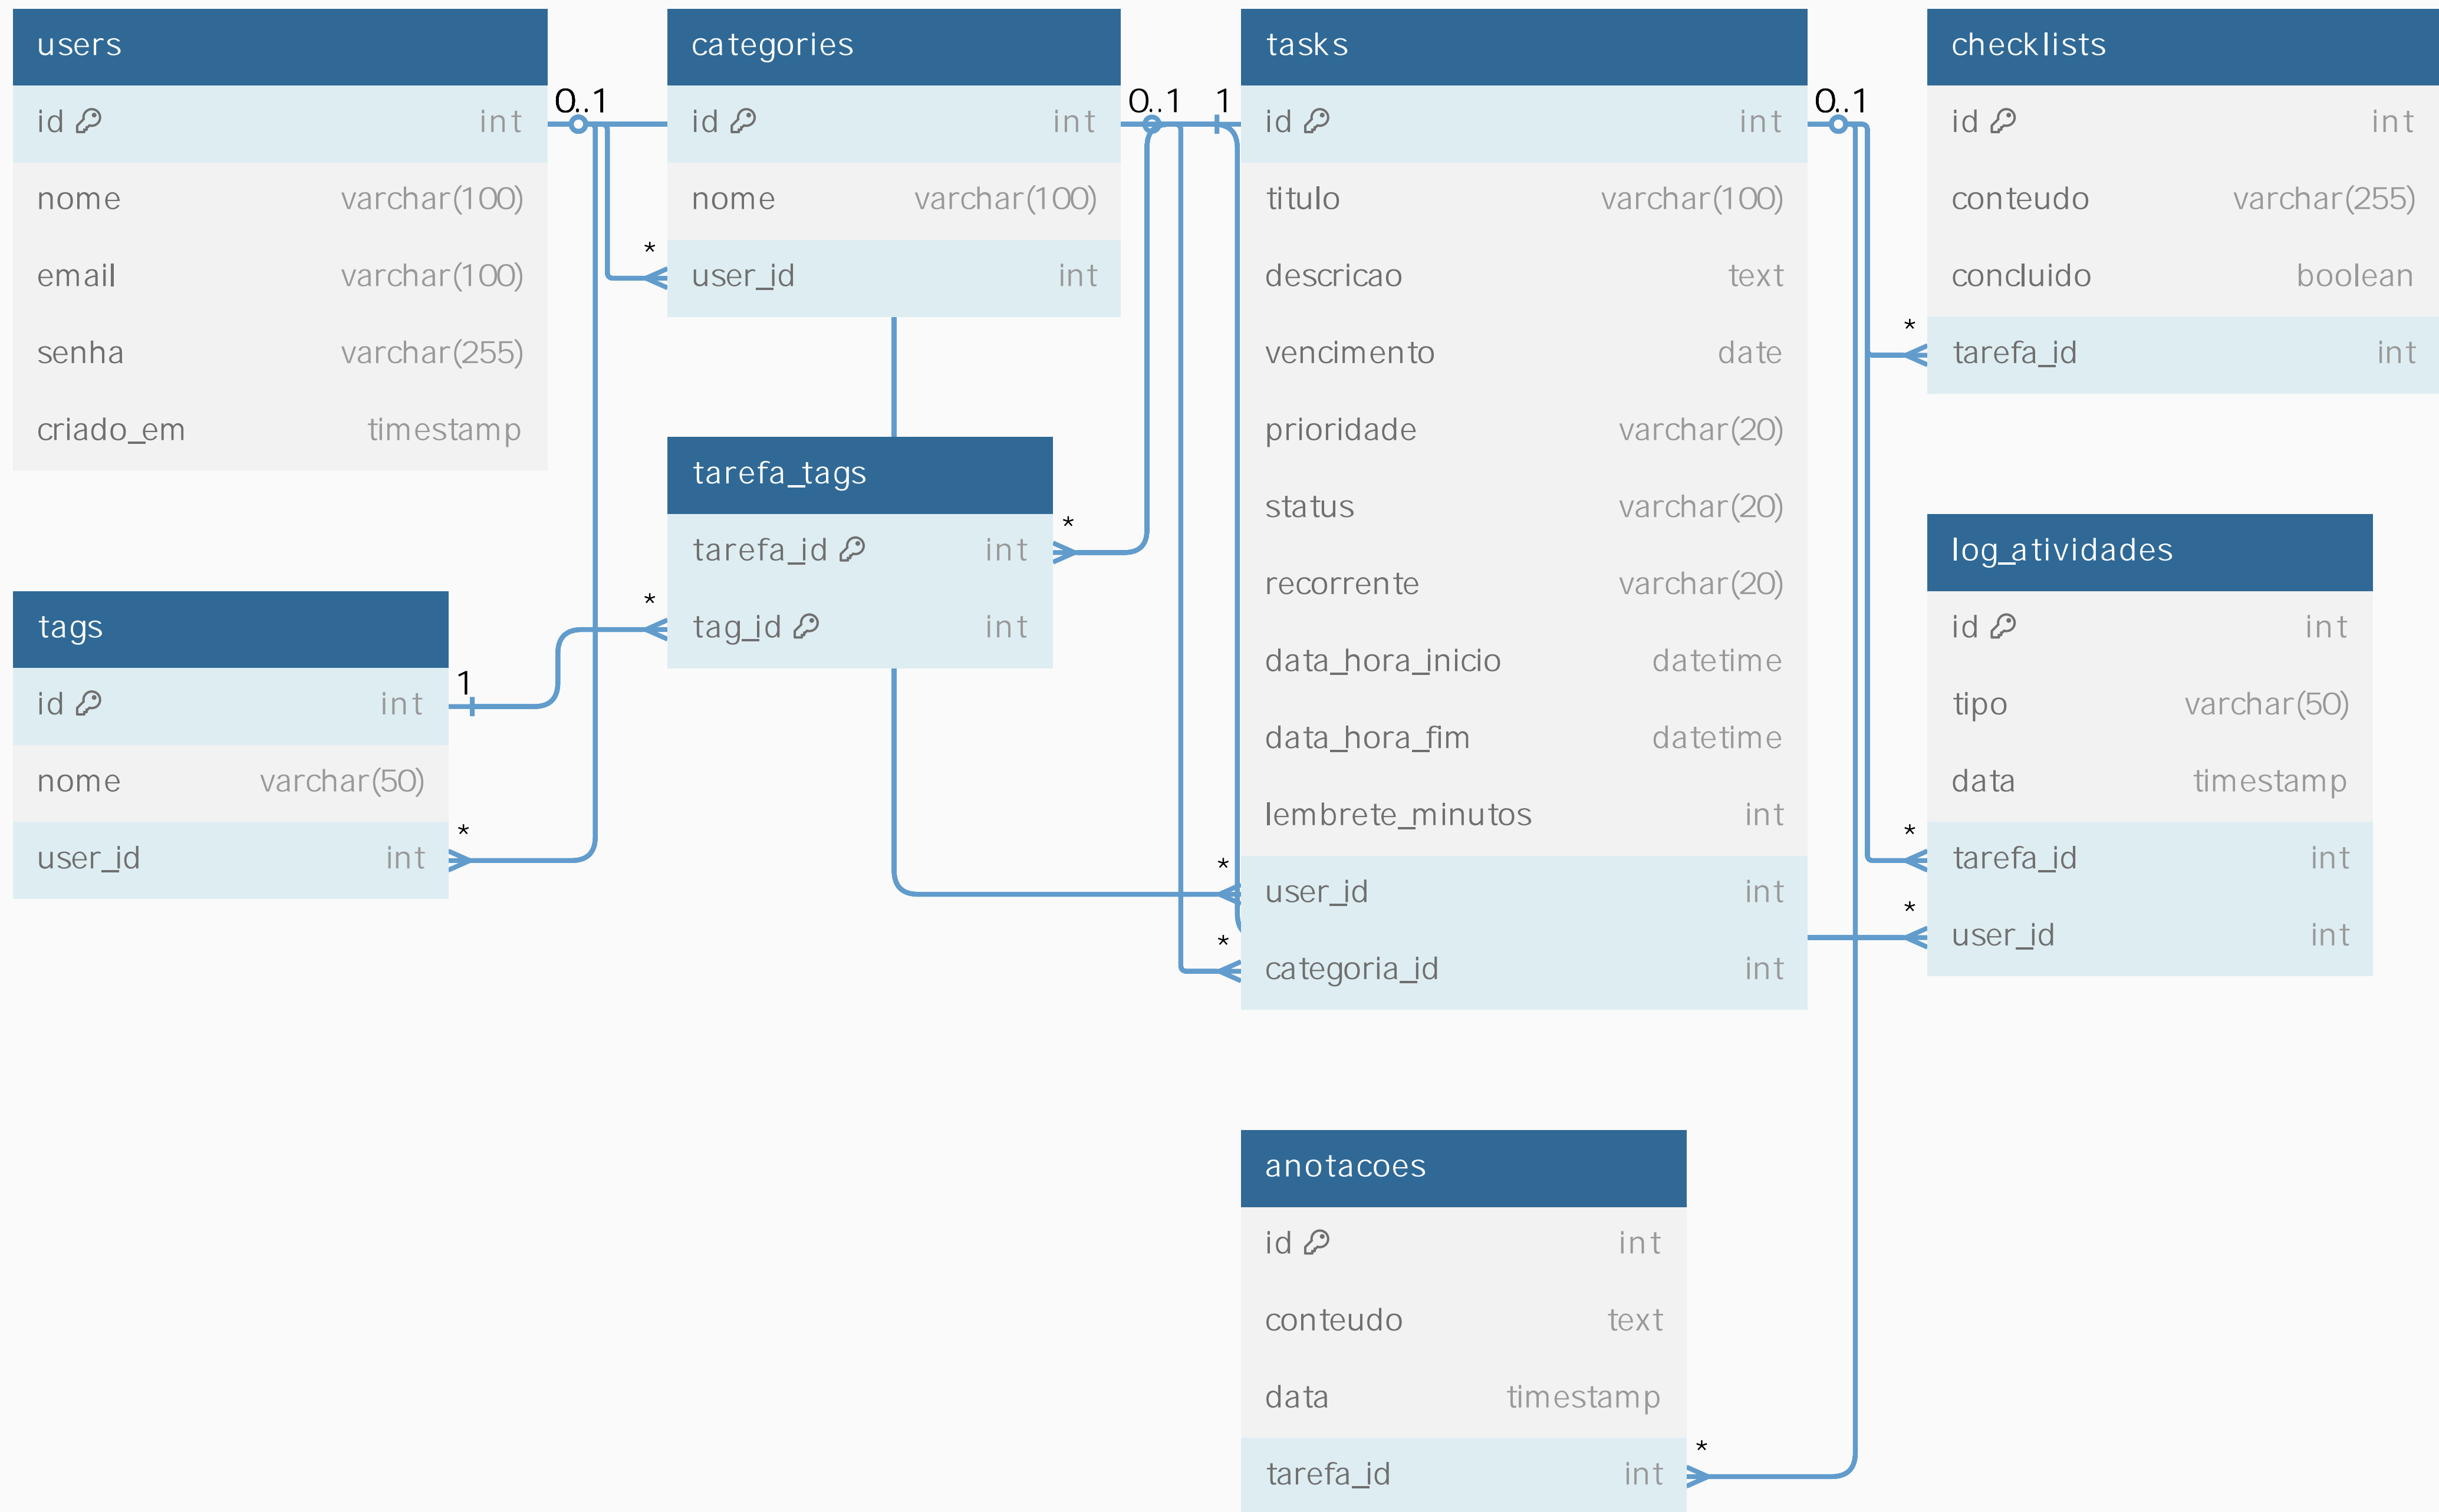 users
id int
nome varchar(100)
email varchar(100)
senha varchar(255)
criado_em timestamp
0..1
categories
id int
nome varchar(100)
*
user_id int
0..1
1
tasks
id int
titulo varchar(100)
descricao text
vencimento date
prioridade varchar(20)
status varchar(20)
recorrente varchar(20)
data_hora_inicio datetime
data_hora_fim datetime
lembrete_minutos int
*
user_id int
*
categoria_id int
0..1
checklists
id int
conteudo varchar(255)
concluido boolean
*
tarefa_id int
tarefa_tags
*
tarefa_id int
*
tag_id int
tags
1
id int
nome varchar(50)
*
user_id int
log_atividades
id int
tipo varchar(50)
data timestamp
*
tarefa_id int
*
user_id int
anotacoes
id int
conteudo text
data timestamp
*
tarefa_id int